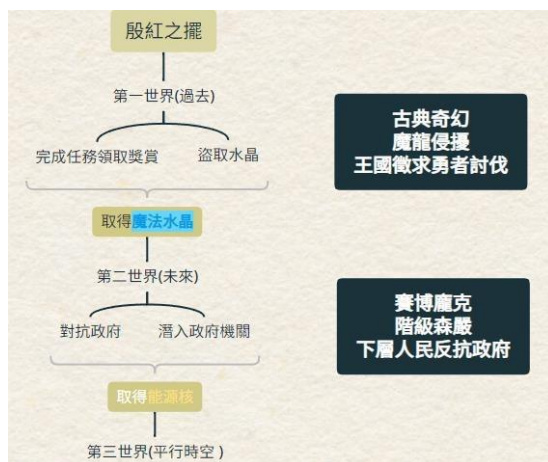 殷紅之擺
第一世界(過去)
完成任務領取獎賞
盜取水晶
古典奇幻
魔龍侵擾
王國徵求勇者討伐
取得魔法水晶
第二世界(未來)
對抗政府
潛入政府機關
賽博龐克
階級森嚴
下層人民反抗政府
取得能源核
第三世界(平行時空)